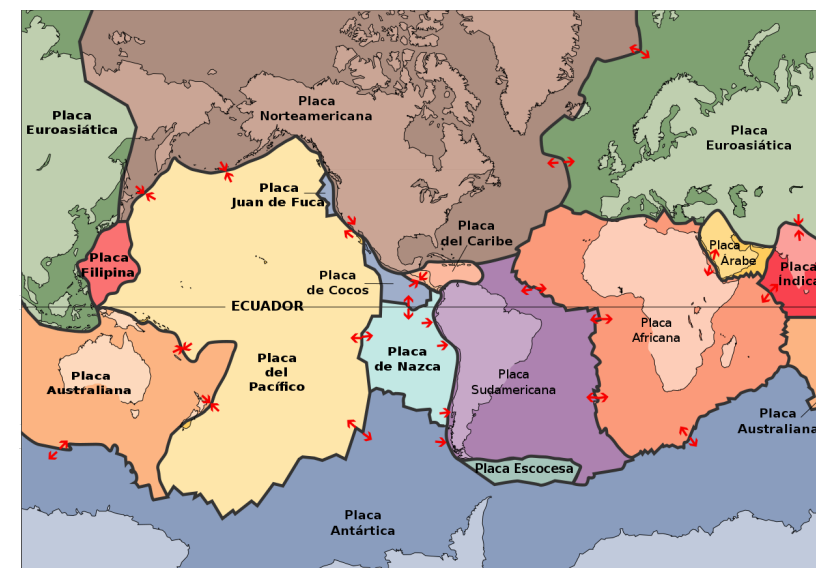 Placa
Norteamericana
Placa
Euroasiática
Placa
Euroasiática
Placa
Juan de Fuca
Placa
del Caribe
Placa
Árabe
Placa
Filipina
Placa
Índica
Placa
de Cocos
ECUADOR
Placa
Africana
Placa
del
Pacífico
Placa
de Nazca
Placa
Sudamericana
Placa
Australiana
Placa
Australiana
Placa Escocesa
Placa
Antártica